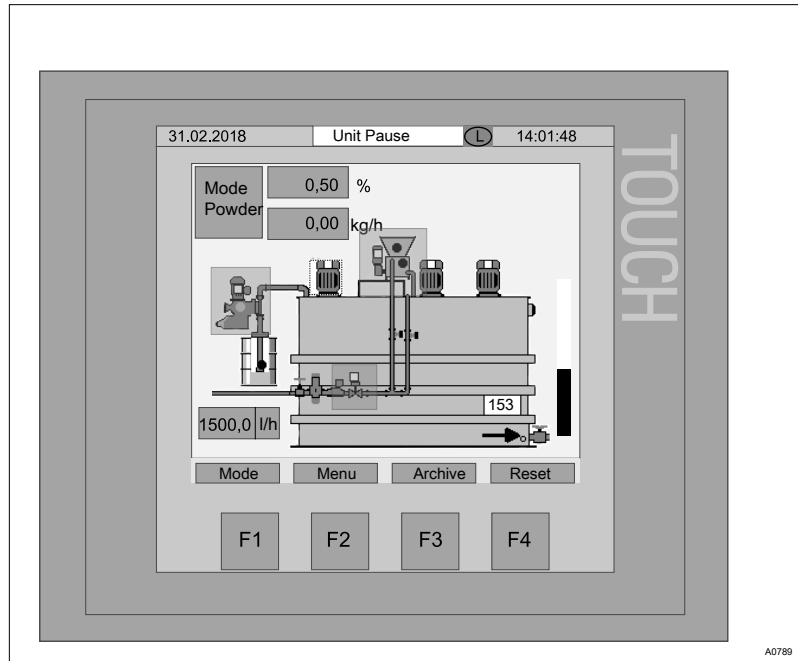 31.02.2018 Unit Pause L 14:01:48
TOUCH
Mode
Powder
0,50 %
0,00 kg/h
153
1500,0 l/h
Mode Menu Archive Reset
F1 F2 F3 F4
A0789